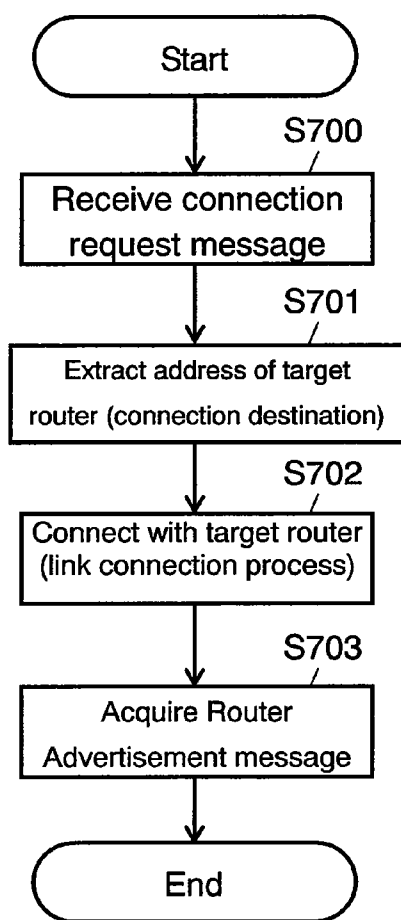 Start
S700
Receive connection
request message
S701
Extract address of target
router (connection destination)
S702
Connect with target router
(link connection process)
S703
Acquire Router
Advertisement message
End